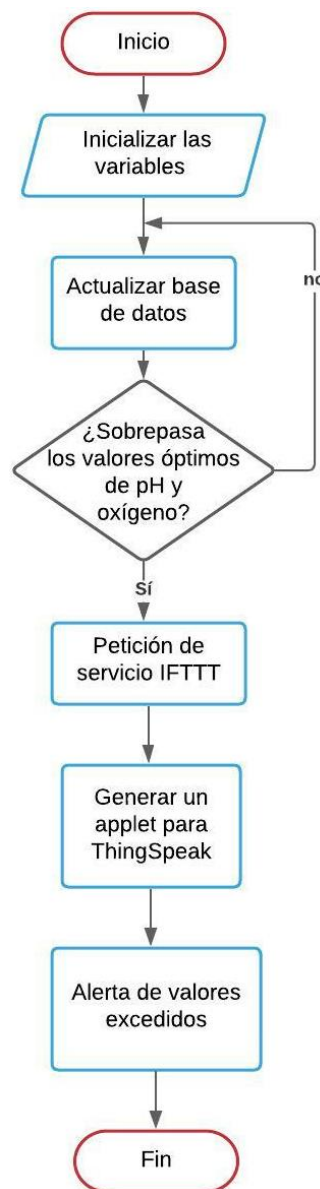 Inicio
Inicializar las
variables
Actualizar base
de datos
no
¿Sobrepasa
los valores óptimos
de pH y
oxígeno?
Sí
Petición de
servicio IFTTT
Generar un
applet para
ThingSpeak
Alerta de valores
excedidos
Fin